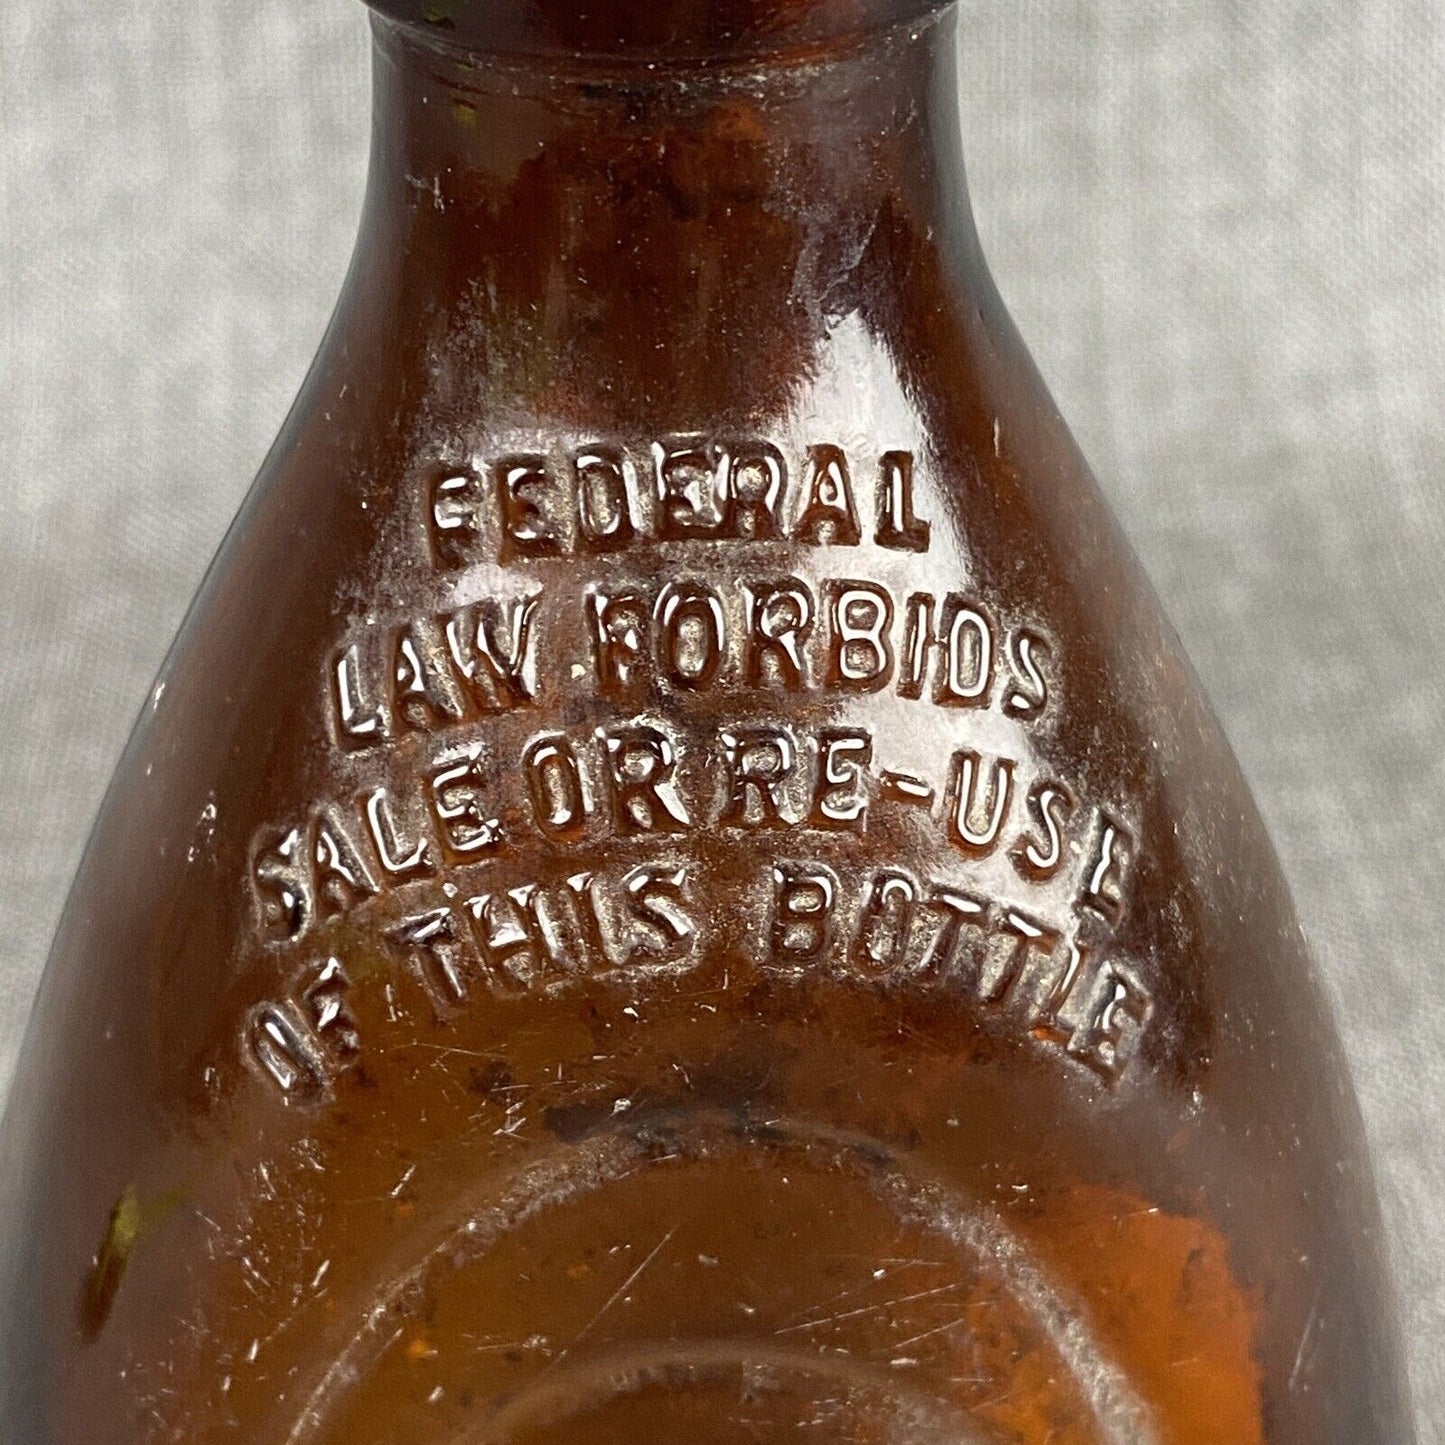 FEDERAL
LAW FORBIDS
SALE OR RE-USE
OF THIS BOTTLE